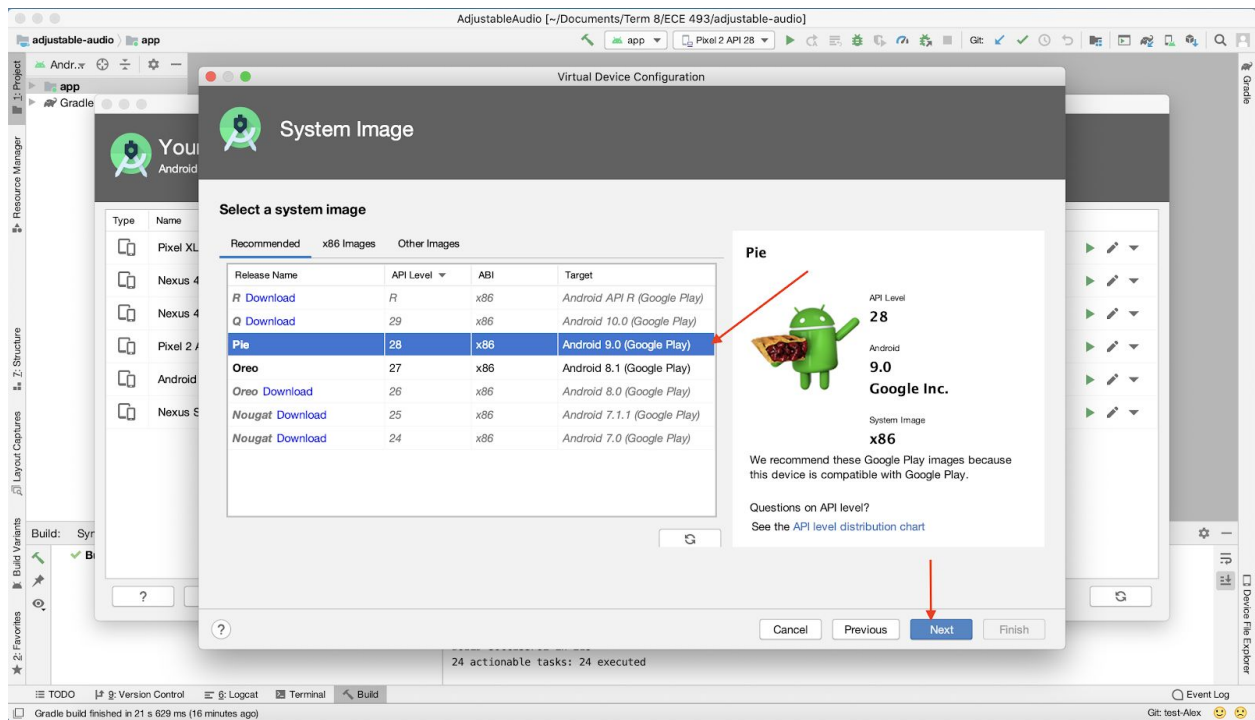 AdjustableAudio [~/Documents/Term 8/ECE 493/adjustable-audio]
adjustable-audio app
app Pixel 2 API 28 Git:
Andr..
1: Project
app
Gradle
Resource Manager
7: Structure
Layout Captures
Build Variants
2: Favorites
Gradle
Device File Explorer
Virtual Device Configuration
System Image
Android
Type Name
Pixel XL
Nexus 4
Nexus 4
Pixel 2
Android
Nexus S
?
Select a system image
Recommended x86 Images Other Images
Release Name API Level ABI Target
R Download R x86 Android API R (Google Play)
Q Download 29 x86 Android 10.0 (Google Play)
Pie 28 x86 Android 9.0 (Google Play)
Oreo 27 x86 Android 8.1 (Google Play)
Oreo Download 26 x86 Android 8.0 (Google Play)
Nougat Download 25 x86 Android 7.1.1 (Google Play)
Nougat Download 24 x86 Android 7.0 (Google Play)
Pie
API Level
28
Android
9.0
Google Inc.
System Image
x86
We recommend these Google Play images because
this device is compatible with Google Play.
Questions on API level?
See the API level distribution chart
? Cancel Previous Next Finish
Build:
24 actionable tasks: 24 executed
TODO 9: Version Control 6: Logcat Terminal Build Event Log
Gradle build finished in 21 s 629 ms (16 minutes ago) Git: test-Alex